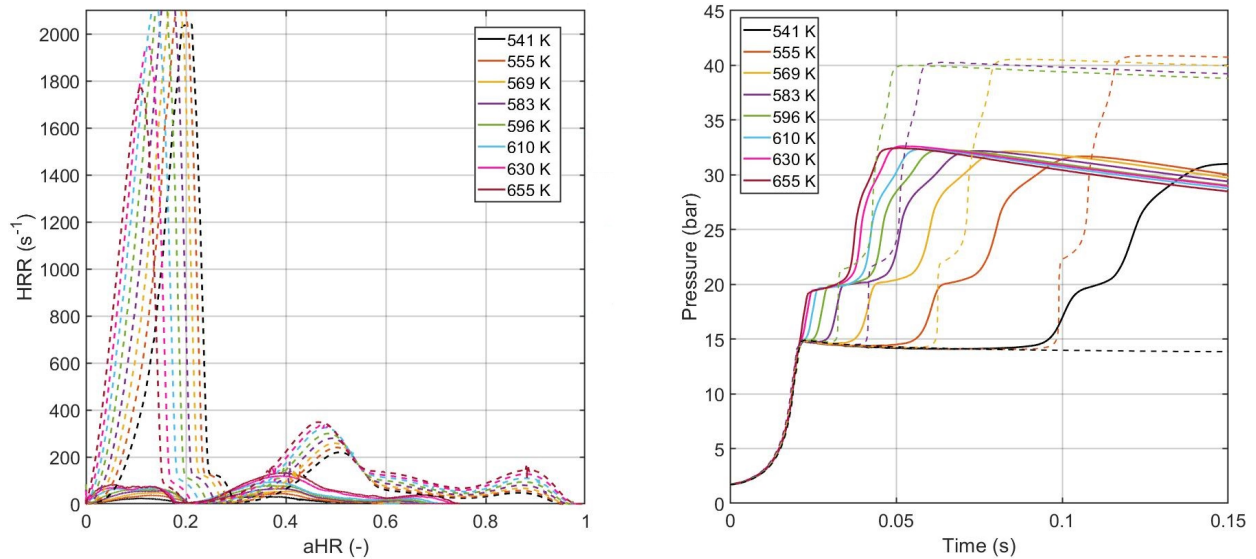 HRR (s⁻¹)
2000
1800
1600
1400
1200
1000
800
600
400
200
0
0
0.2
0.4
0.6
0.8
1
aHR (-)
541 K
555 K
569 K
583 K
596 K
610 K
630 K
655 K
Pressure (bar)
45
40
35
30
25
20
15
10
5
0
0
0.05
0.1
0.15
Time (s)
541 K
555 K
569 K
583 K
596 K
610 K
630 K
655 K